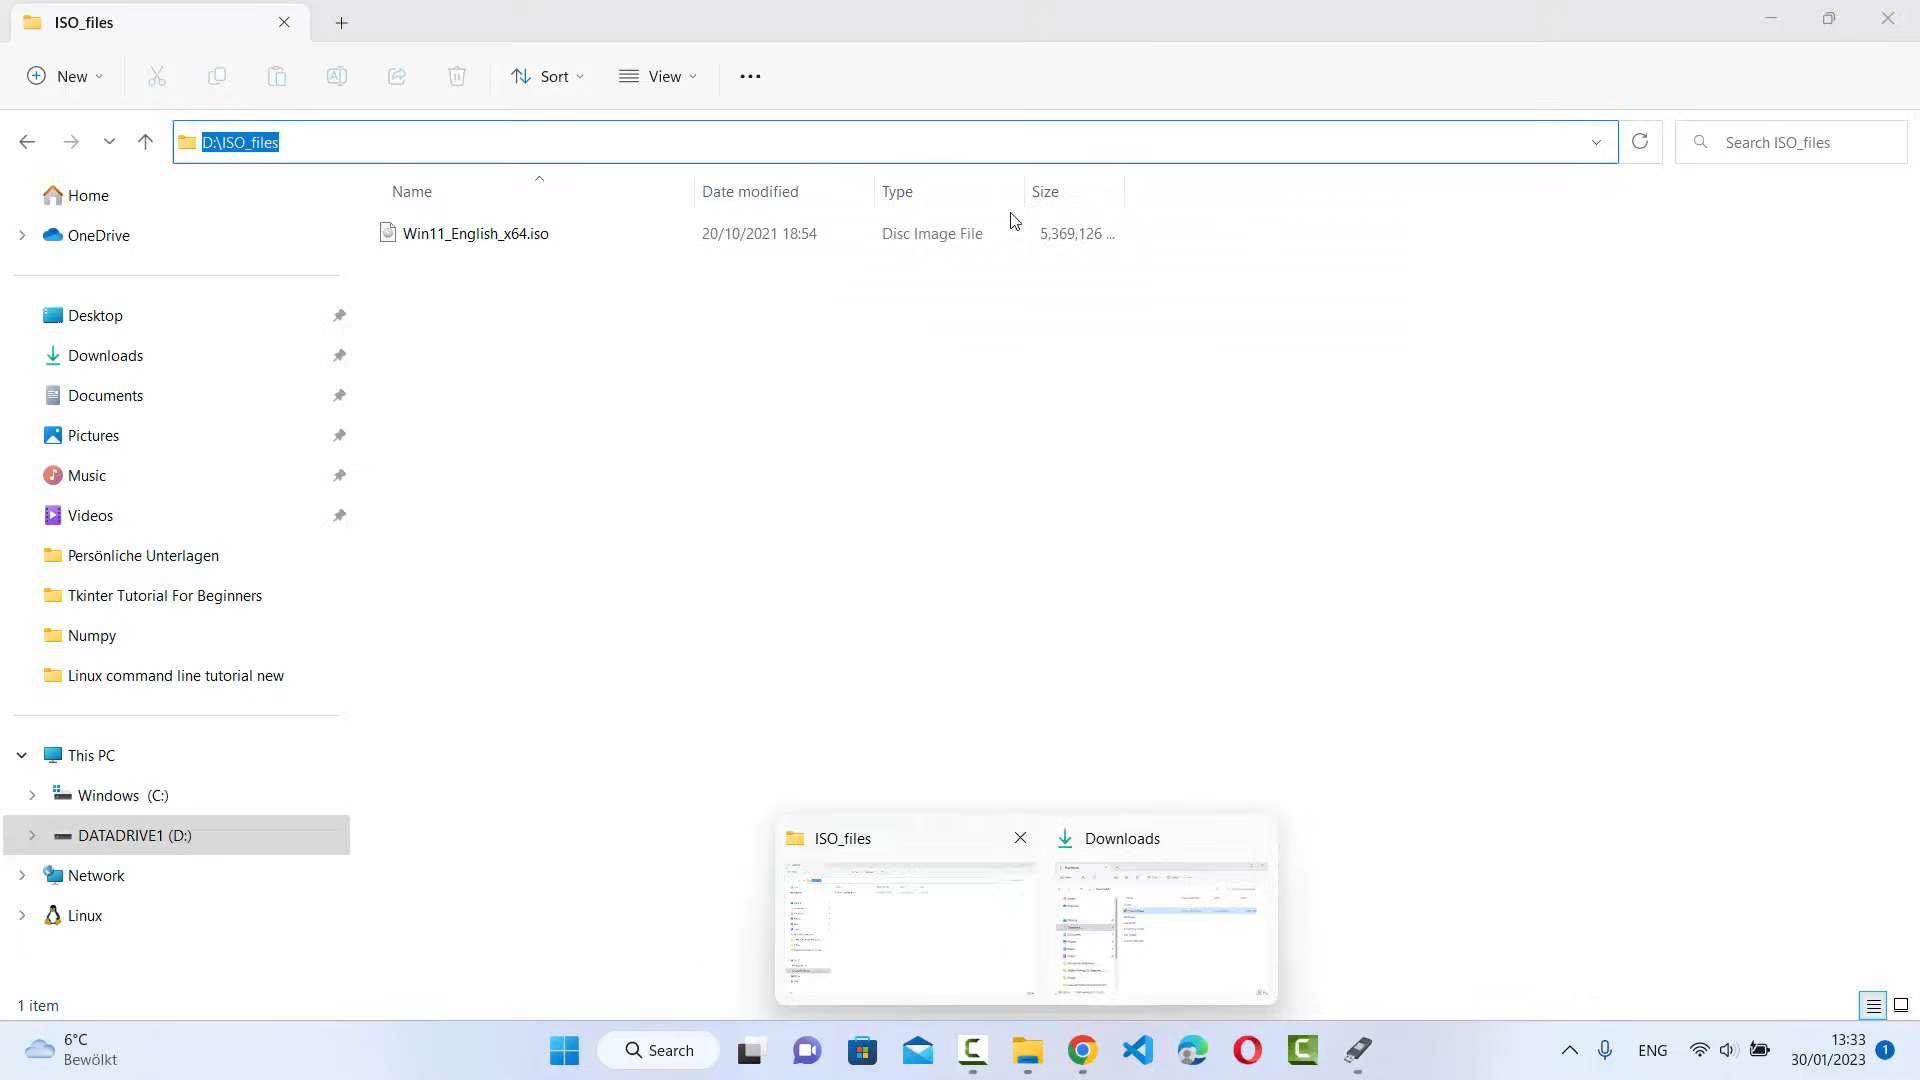 ISO_files
New
Sort
View
D:\ISO_files
Search ISO_files
Name
Date modified
Type
Size
Win11_English_x64.iso
20/10/2021 18:54
Disc Image File
5,369,126 ...
Home
OneDrive
Desktop
Downloads
Documents
Pictures
Music
Videos
Persönliche Unterlagen
Tkinter Tutorial For Beginners
Numpy
Linux command line tutorial new
This PC
Windows (C:)
DATADRIVE1 (D:)
Network
Linux
ISO_files
Downloads
1 item
6°C
Bewölkt
Search
ENG
13:33
30/01/2023
1